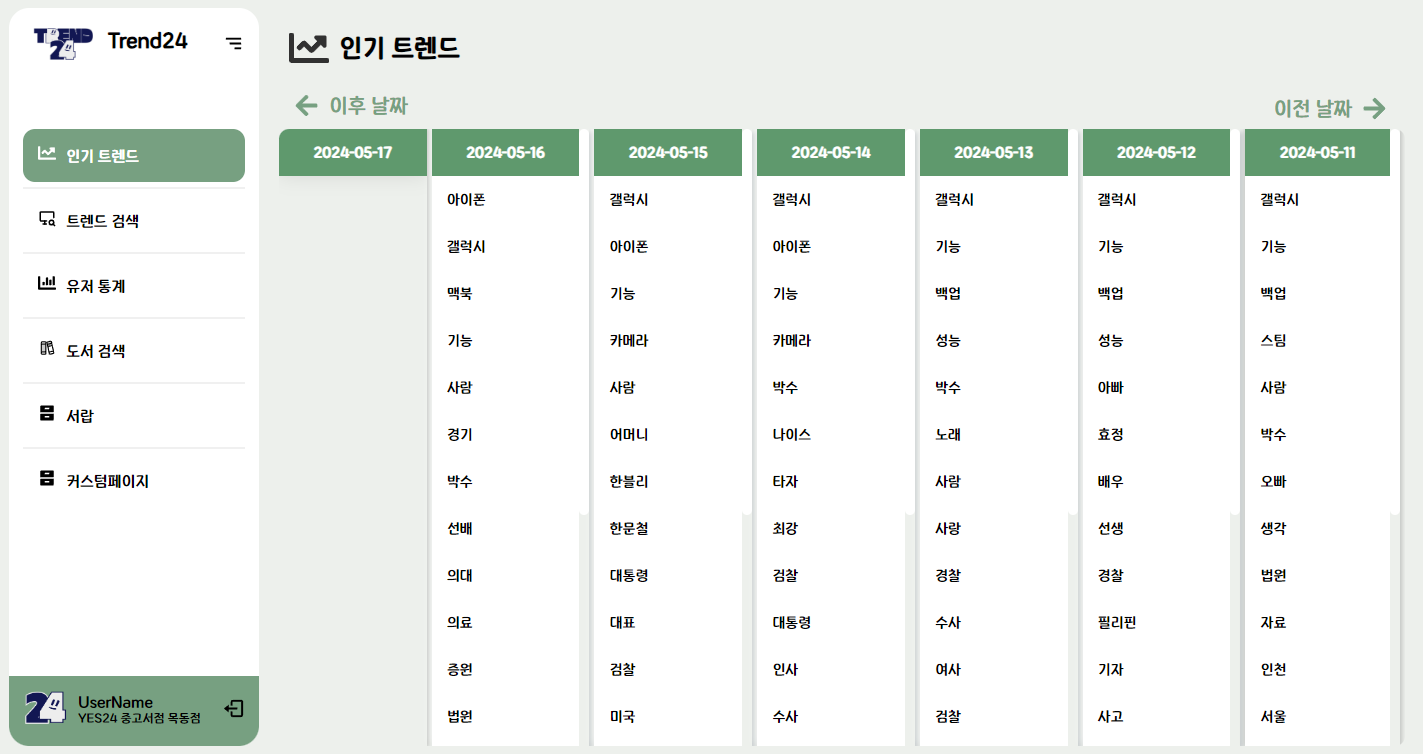 TREND 24
Trend24
인기 트렌드
트렌드 검색
유저 통계
도서 검색
서랍
커스텀페이지
24
UserName
YES24 중고서점 목동점
인기 트렌드
이후 날짜
이전 날짜
2024-05-17 2024-05-16 2024-05-15 2024-05-14 2024-05-13 2024-05-12 2024-05-11
아이폰 갤럭시 갤럭시 갤럭시 갤럭시 갤럭시
갤럭시 아이폰 아이폰 기능 기능 기능
맥북 기능 기능 백업 백업 백업
기능 카메라 카메라 성능 성능 스팀
사람 사람 박수 박수 아빠 사람
경기 어머니 나이스 노래 효정 박수
박수 한블리 타자 사람 배우 오빠
선배 한문철 최강 사랑 선생 생각
의대 대통령 검찰 경찰 경찰 법원
의료 대표 대통령 수사 필리핀 자료
증원 검찰 인사 여사 기자 인천
법원 미국 수사 검찰 사고 서울